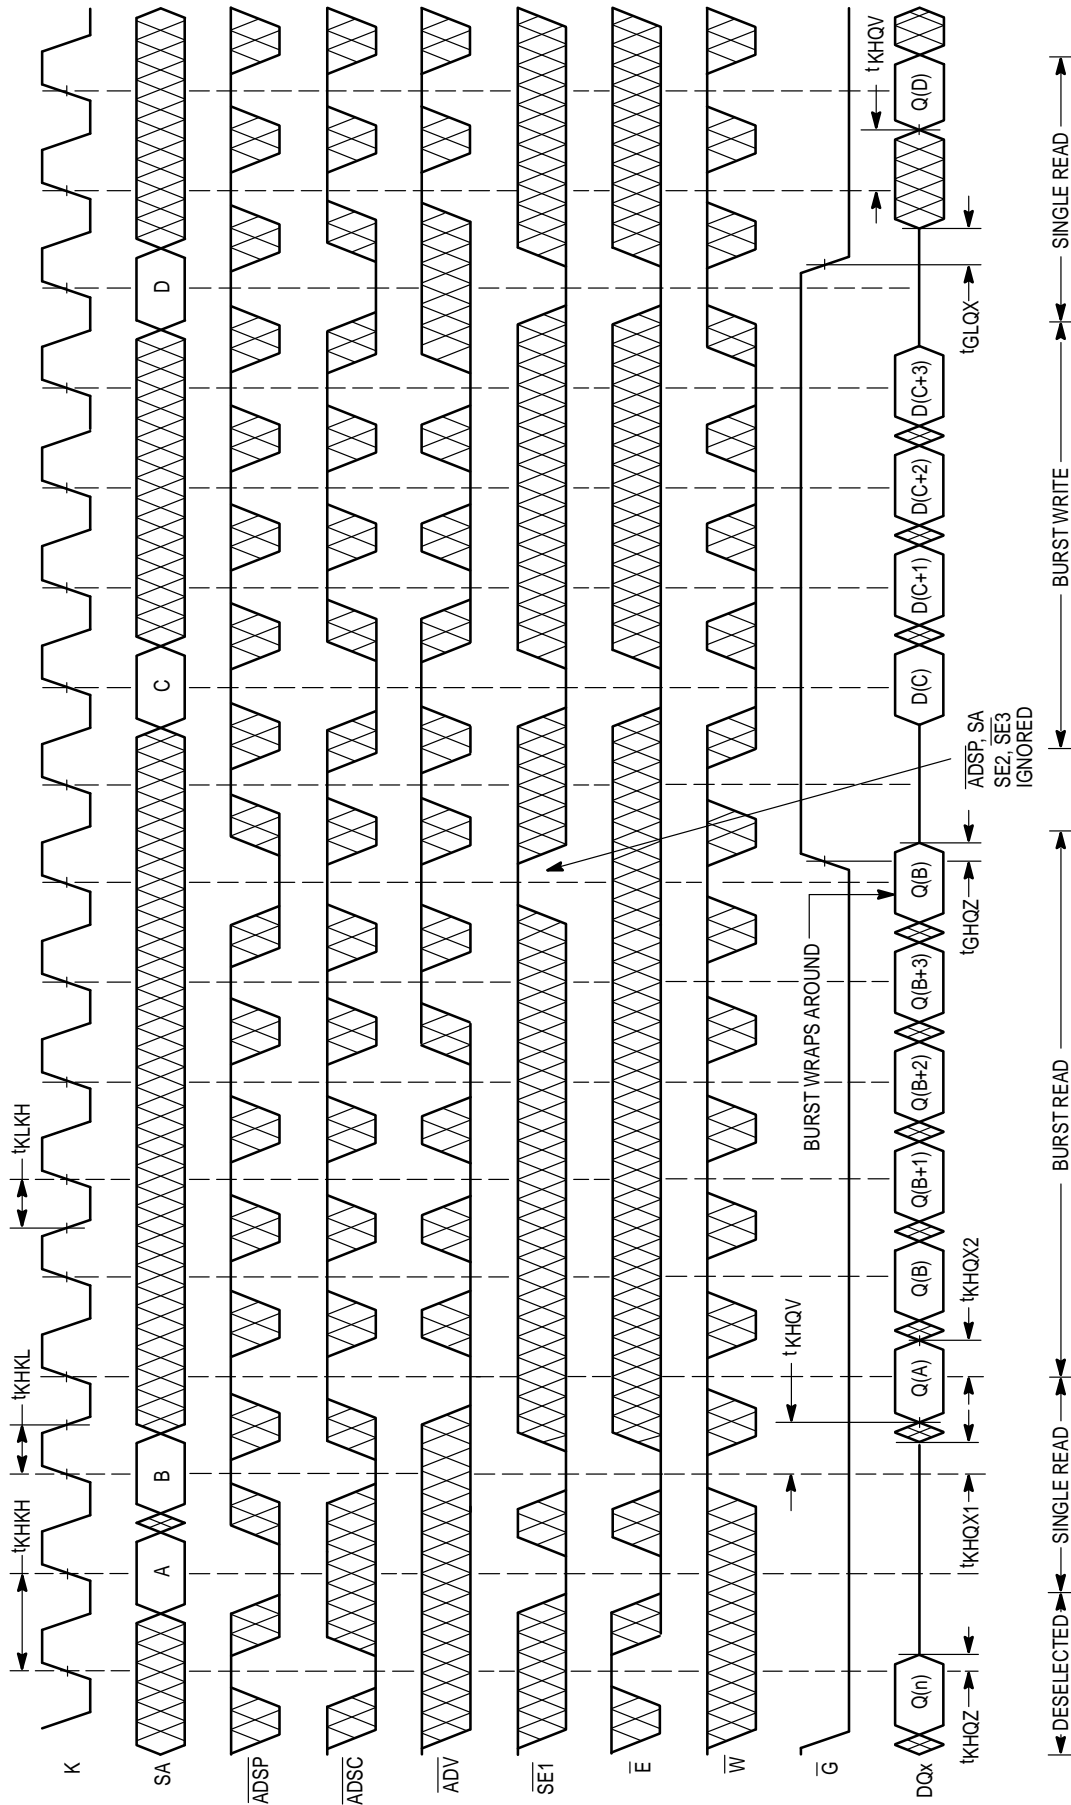 tKHKH
tKHKL
tKLKH
K
SA
A
B
C
D
ADSP
ADSC
ADV
SE1
E
W
tKHQV
BURST WRAPS AROUND
tKHQV
G
DQx
Q(n)
Q(A)
Q(B)
Q(B+1)
Q(B+2)
Q(B+3)
Q(B)
D(C)
D(C+1)
D(C+2)
D(C+3)
Q(D)
tKHQZ
tKHQX1
tKHQX2
tGHQZ
ADSP, SA
SE2, SE3
IGNORED
tGLQX
DESELECTED
SINGLE READ
BURST READ
BURST WRITE
SINGLE READ